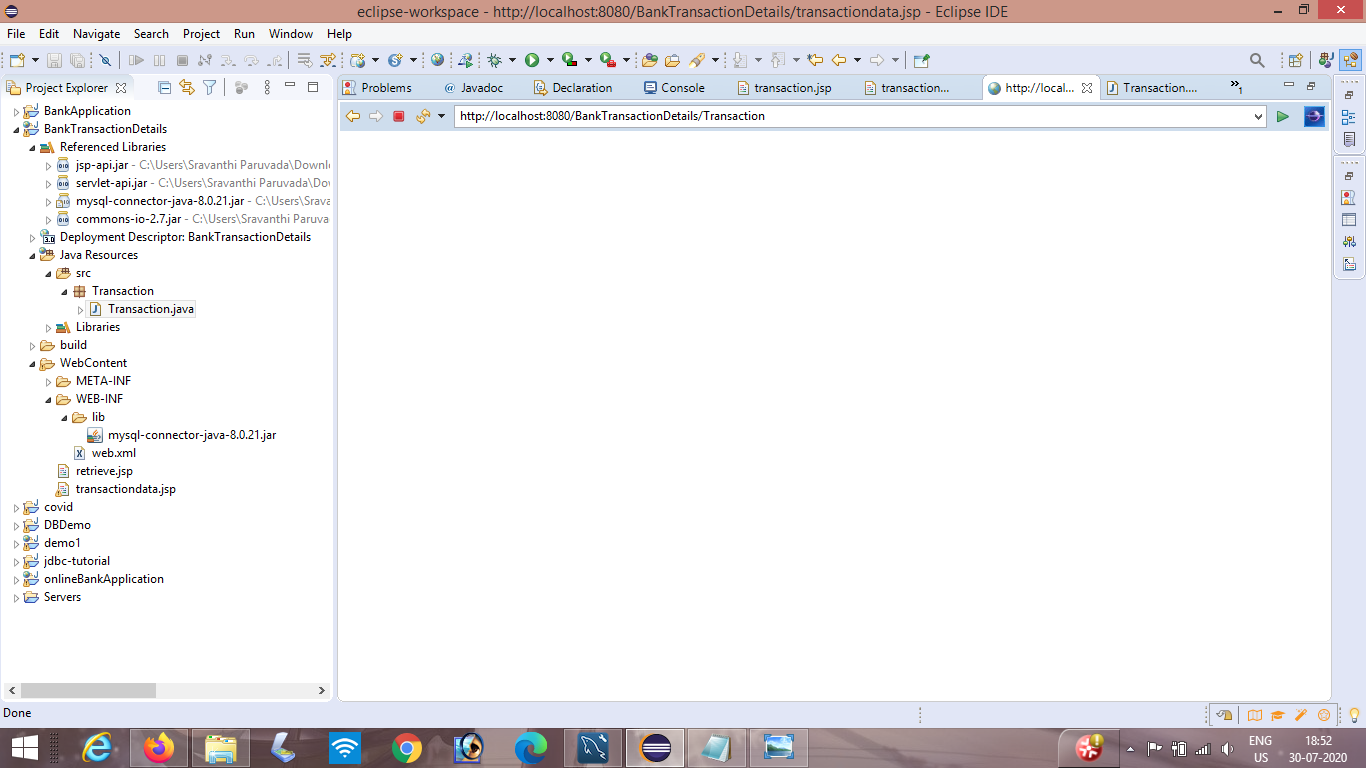 eclipse-workspace - http://localhost:8080/BankTransactionDetails/transactiondata.jsp - Eclipse IDE
File Edit Navigate Search Project Run Window Help
Project Explorer
Problems Javadoc Declaration Console transaction.jsp transaction... http://local... Transaction.... »1
http://localhost:8080/BankTransactionDetails/Transaction
BankApplication
BankTransactionDetails
Referenced Libraries
jsp-api.jar - C:\Users\Sravanthi Paruvada\Downl
servlet-api.jar - C:\Users\Sravanthi Paruvada\Do
mysql-connector-java-8.0.21.jar - C:\Users\Srava
commons-io-2.7.jar - C:\Users\Sravanthi Paruva
Deployment Descriptor: BankTransactionDetails
Java Resources
src
Transaction
Transaction.java
Libraries
build
WebContent
META-INF
WEB-INF
lib
mysql-connector-java-8.0.21.jar
web.xml
retrieve.jsp
transactiondata.jsp
covid
DBDemo
demo1
jdbc-tutorial
onlineBankApplication
Servers
Done
ENG 18:52
US 30-07-2020